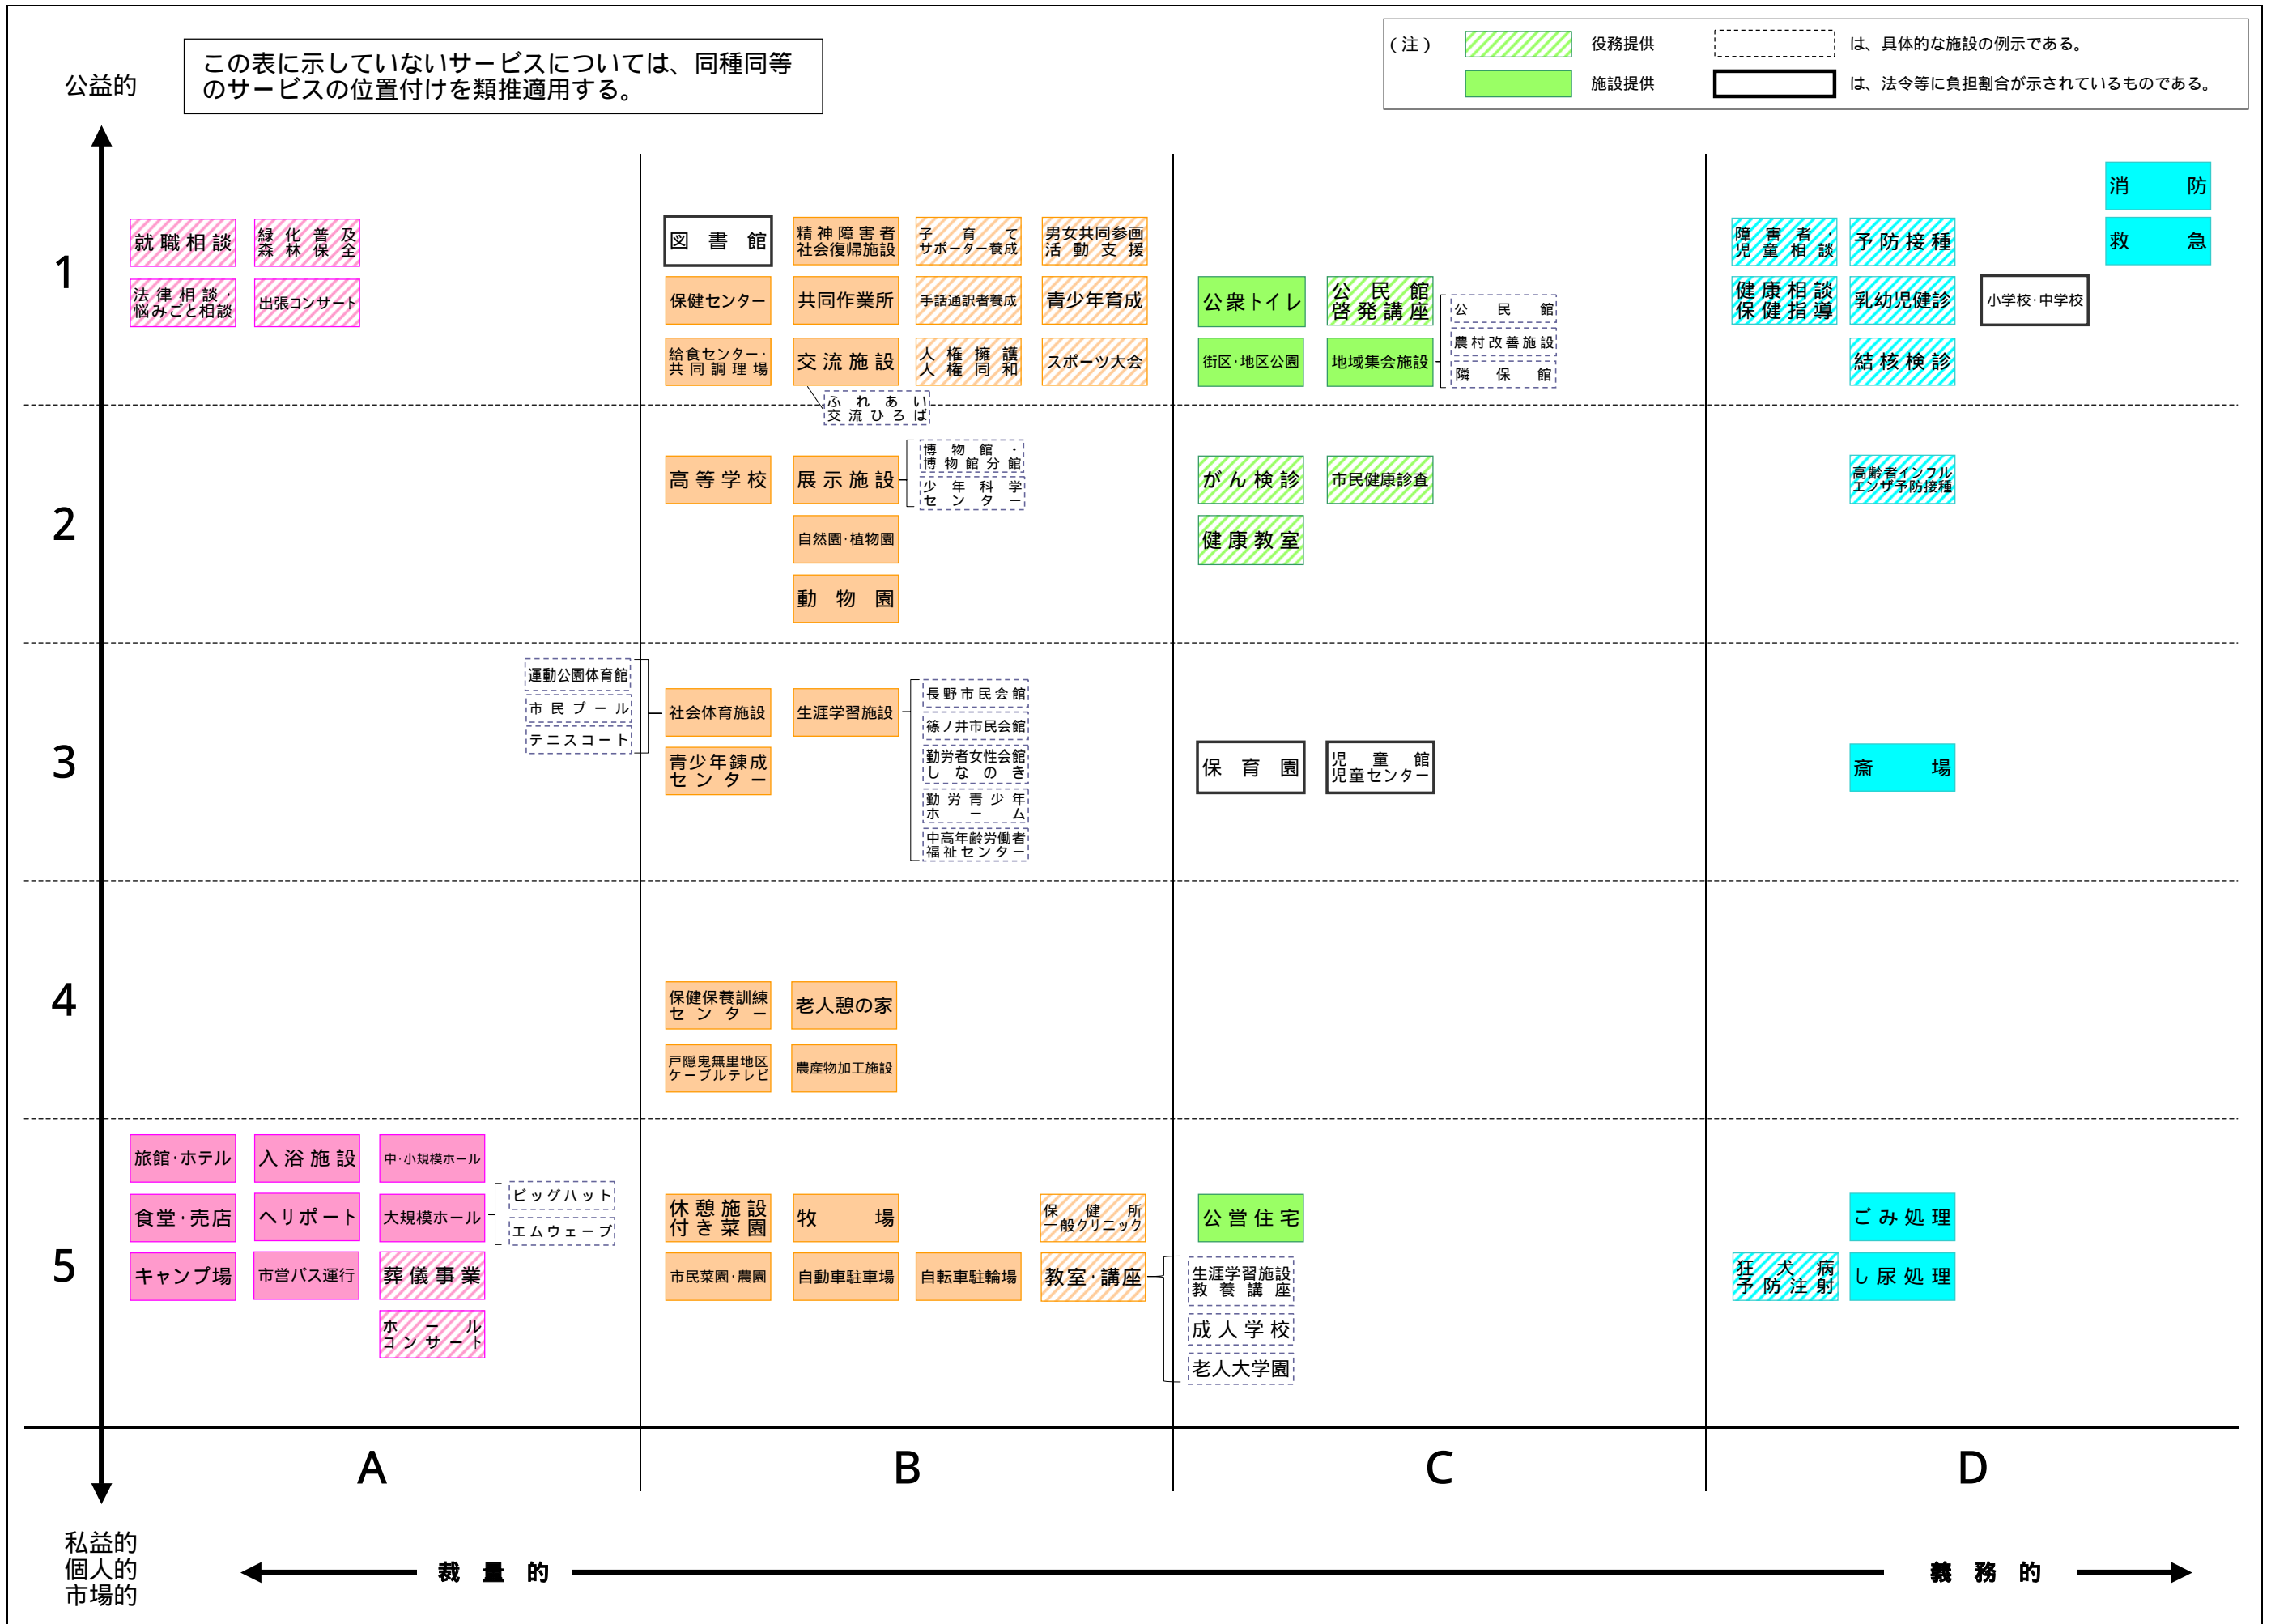 公益的
この表に示していないサービスについては、同種同等
のサービスの位置付けを類推適用する。
(注)
役務提供
は、具体的な施設の例示である。
施設提供
は、法令等に負担割合が示されているものである。
1
就職相談
緑化普及
森林保全
法律相談・
悩みごと相談
出張コンサート
図書館
精神障害者
社会復帰施設
子育て
サポーター養成
男女共同参画
活動支援
保健センター
共同作業所
手話通訳者養成
青少年育成
給食センター・
共同調理場
交流施設
人権擁護
人権同和
スポーツ大会
ふれあい
交流ひろば
公衆トイレ
公民館
啓発講座
街区・地区公園
地域集会施設
公民館
農村改善施設
隣保館
消防
障害者・
児童相談
予防接種
救急
健康相談
保健指導
乳幼児健診
小学校・中学校
結核検診
2
高等学校
展示施設
博物館・
博物館分館
少年科学
センター
自然園・植物園
動物園
がん検診
市民健康診査
健康教室
高齢者インフル
エンザ予防接種
3
運動公園体育館
市民プール
テニスコート
社会体育施設
生涯学習施設
青少年錬成
センター
長野市民会館
篠ノ井市民会館
勤労者女性会館
しなのき
勤労青少年
ホーム
中高年齢労働者
福祉センター
保育園
児童館
児童センター
斎場
4
保健保養訓練
センター
老人憩の家
戸隠鬼無里地区
ケーブルテレビ
農産物加工施設
5
旅館・ホテル
入浴施設
中・小規模ホール
食堂・売店
ヘリポート
大規模ホール
ビッグハット
エムウェーブ
キャンプ場
市営バス運行
葬儀事業
ホール
コンサート
休憩施設
付き菜園
牧場
保健所
一般クリニック
市民菜園・農園
自動車駐車場
自転車駐輪場
教室・講座
公営住宅
生涯学習施設
教養講座
成人学校
老人大学園
ごみ処理
狂犬病
予防注射
し尿処理
A
B
C
D
私益的
個人的
市場的
裁量的
義務的